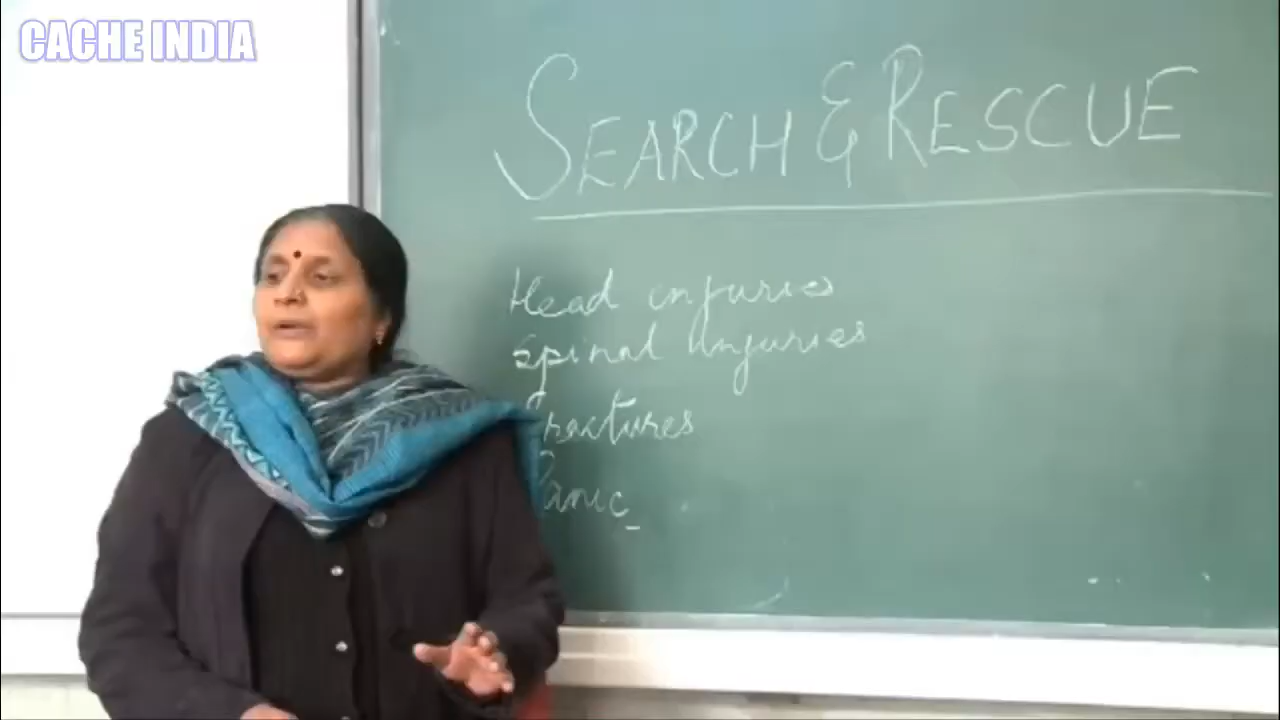 CACHE INDIA
SEARCH & RESCUE
Head injuries
Spinal Injuries
Fractures
Panic